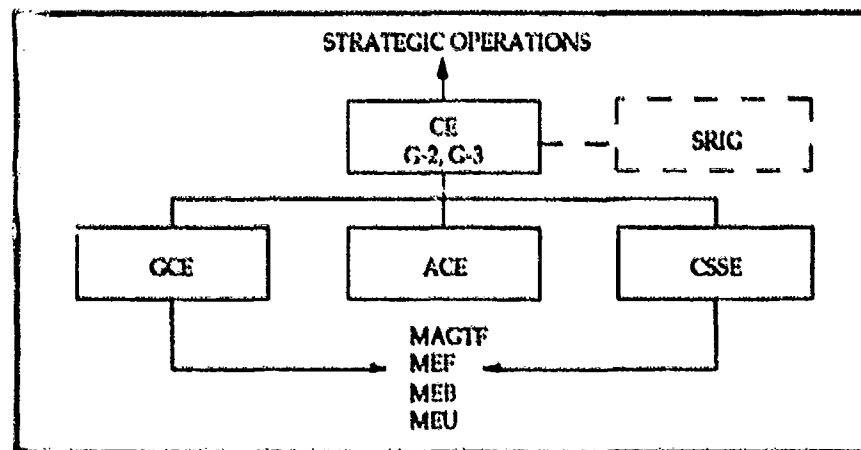 STRATEGIC OPERATIONS
CE
G-2, G-3
SRIG
GCE
ACE
CSSE
MAGTF
MEF
MEB
MEU